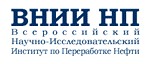 ВНИИ НП
Всероссийский
Научно-Исследовательский
Институт по Переработке Нефти